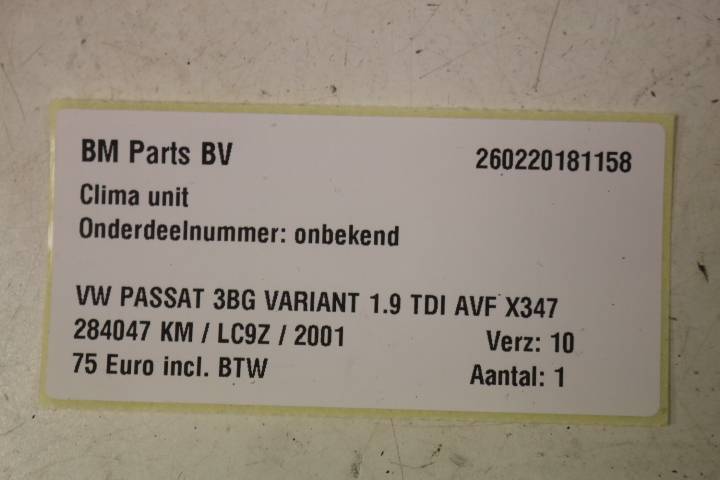 BM Parts BV 260220181158
Clima unit
Onderdeelnummer: onbekend
VW PASSAT 3BG VARIANT 1.9 TDI AVF X347
284047 KM / LC9Z / 2001 Verz: 10
75 Euro incl. BTW Aantal: 1